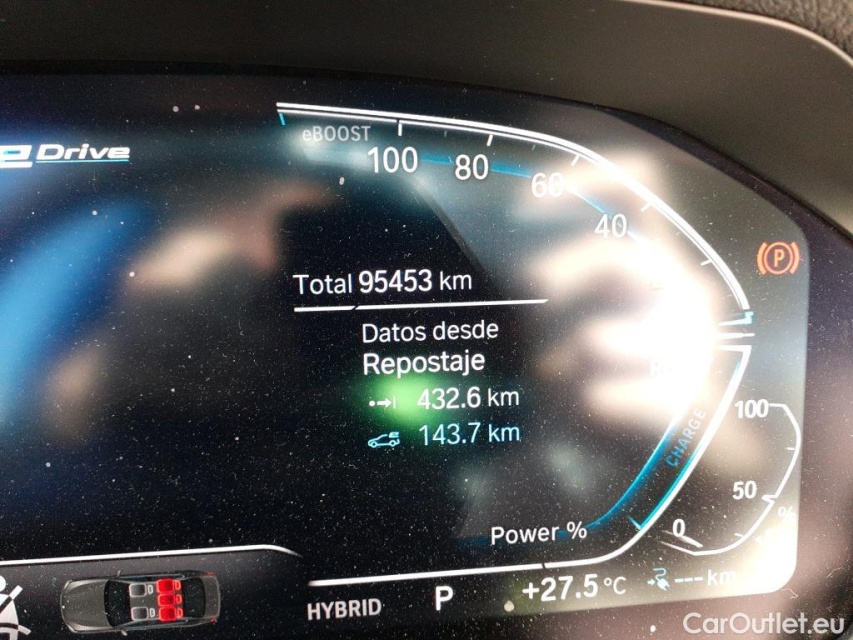 Drive
eBOOST
100
80
60
40
Total 95453 km
Datos desde
Repostaje
432.6 km
143.7 km
CHARGE
100
50
%
0
Power %
HYBRID
P
+27.5 °C
--- km
P
CarOutlet.eu